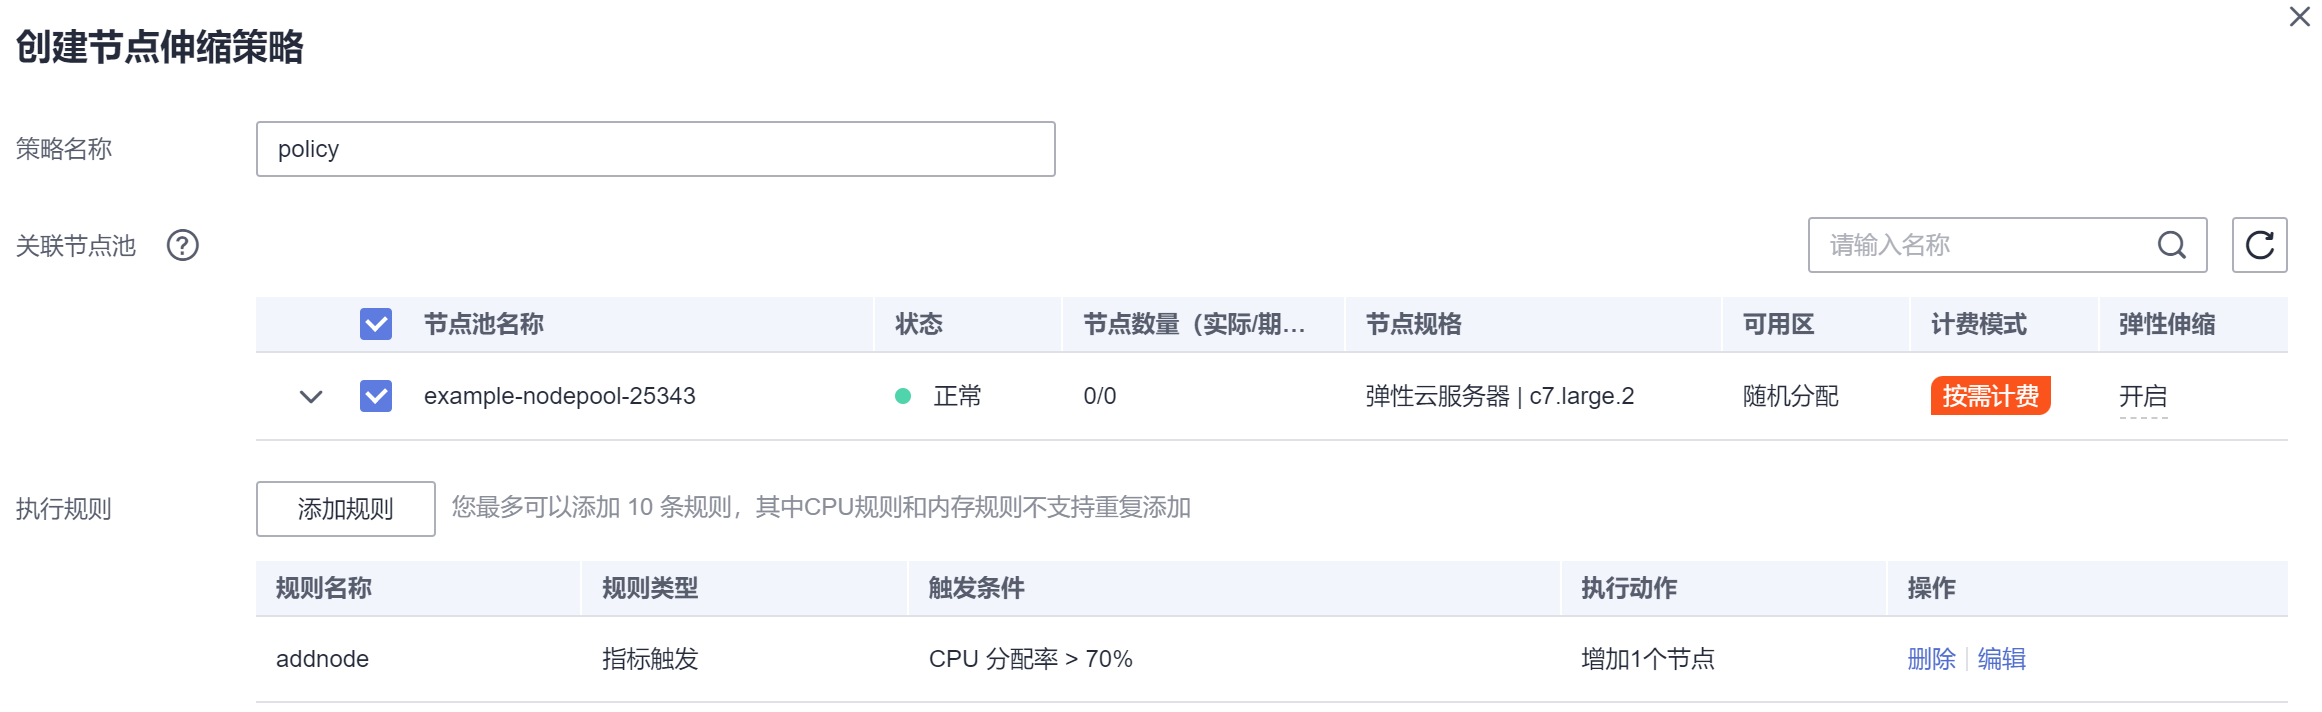 创建节点伸缩策略
策略名称 policy
关联节点池 ? 请输入名称
节点池名称 状态 节点数量（实际/期... 节点规格 可用区 计费模式 弹性伸缩
example-nodepool-25343 正常 0/0 弹性云服务器 | c7.large.2 随机分配 按需计费 开启
执行规则 添加规则 您最多可以添加 10 条规则，其中CPU规则和内存规则不支持重复添加
规则名称 规则类型 触发条件 执行动作 操作
addnode 指标触发 CPU 分配率 > 70% 增加1个节点 删除 | 编辑